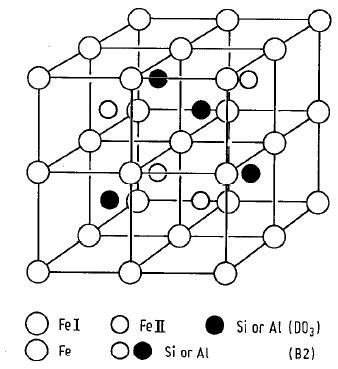 Fe I Fe II Si or Al (DO₃)
Fe Si or Al (B2)